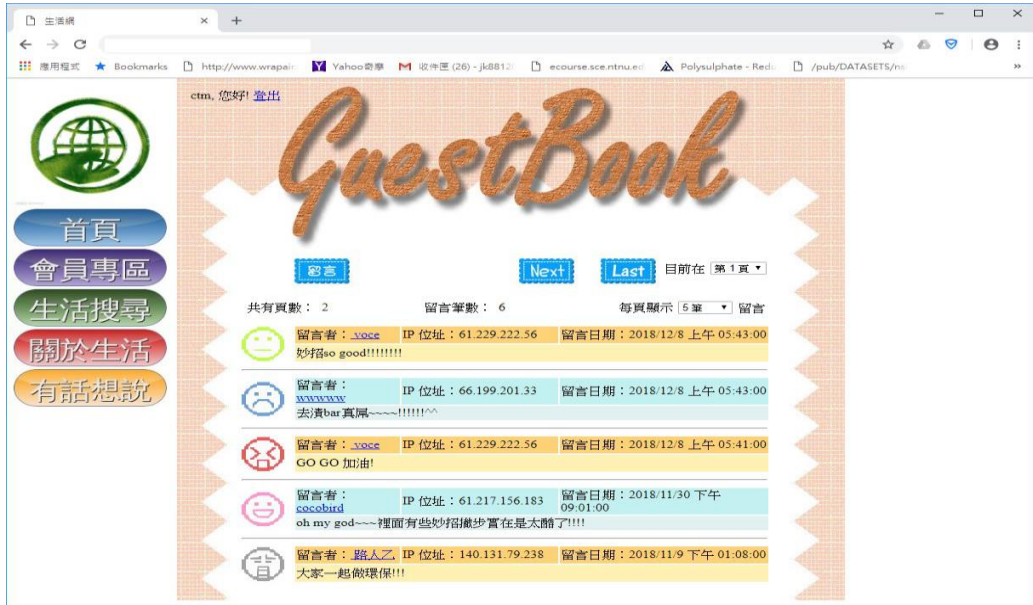 生活網
應用程式 Bookmarks http://www.wrapair Yahoo奇摩 收件匣 (26) - jk8812 ecourse.sce.ntnu.ed Polysulphate - Redi /pub/DATASETS/ns
ctm, 您好! 登出
GuestBook
首頁
會員專區
生活搜尋
關於生活
有話想說
留言 Next Last 目前在 第 1 頁
共有頁數： 2 留言筆數： 6 每頁顯示 5 筆 留言
留言者： voce IP 位址：61.229.222.56 留言日期：2018/12/8 上午 05:43:00
妙招so good!!!!!!!!
留言者：
wwwww IP 位址：66.199.201.33 留言日期：2018/12/8 上午 05:43:00
去漬bar真屌~~~~!!!!!!^^
留言者： voce IP 位址：61.229.222.56 留言日期：2018/12/8 上午 05:41:00
GO GO 加油!
留言者：
cocobird IP 位址：61.217.156.183 留言日期：2018/11/30 下午
09:01:00
oh my god~~~裡面有些妙招撇步實在是太酷了!!!!
留言者： 路人乙 IP 位址：140.131.79.238 留言日期：2018/11/9 下午 01:08:00
大家一起做環保!!!